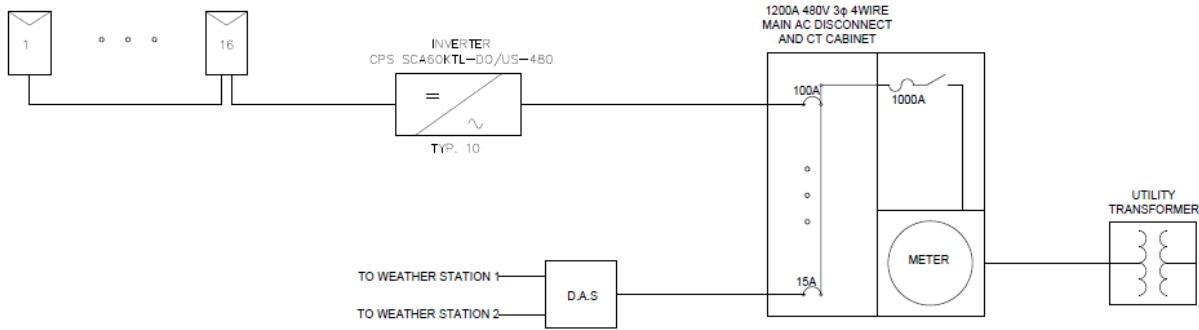 1200A 480V 3φ 4WIRE
MAIN AC DISCONNECT
AND CT CABINET
1
16
INVERTER
CPS SCA60KTL-DO/US-480
TYP. 10
100A
1000A
UTILITY
TRANSFORMER
METER
TO WEATHER STATION 1
TO WEATHER STATION 2
D.A.S
15A